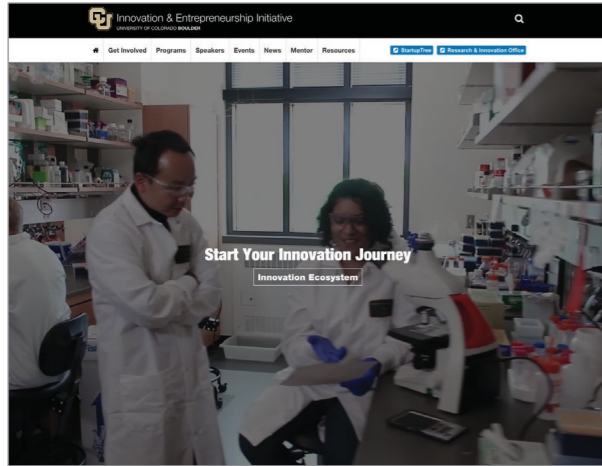 CU
Innovation & Entrepreneurship Initiative
UNIVERSITY OF COLORADO BOULDER
Get Involved Programs Speakers Events News Mentor Resources StartupTree Research & Innovation Office
Start Your Innovation Journey
Innovation Ecosystem